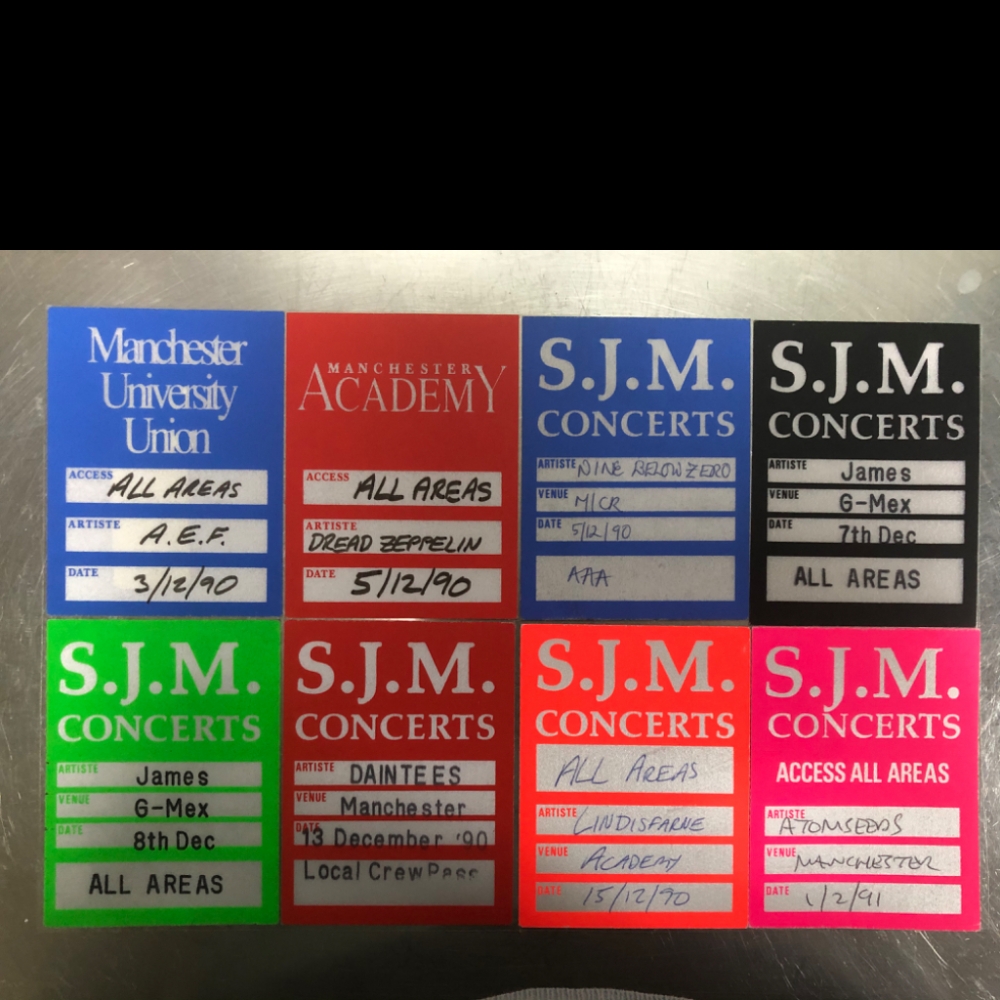 Manchester
University
Union
ACCESS ALL AREAS
ARTISTE A.E.F.
DATE 3/12/90
MANCHESTER
ACADEMY
ACCESS ALL AREAS
ARTISTE
DREAD ZEPPELIN
DATE 5/12/90
S.J.M.
CONCERTS
ARTISTE NINE BELOW ZERO
VENUE M/CR
DATE 5/12/90
AAA
S.J.M.
CONCERTS
ARTISTE James
VENUE G-Mex
DATE 7th Dec
ALL AREAS
S.J.M.
CONCERTS
ARTISTE James
VENUE G-Mex
DATE 8th Dec
ALL AREAS
S.J.M.
CONCERTS
ARTISTE DAINTEES
VENUE Manchester
DATE 13 December '90
Local Crew Pass
S.J.M.
CONCERTS
ALL AREAS
ARTISTE LINDISFARNE
VENUE ACADEMY
DATE 15/12/90
S.J.M.
CONCERTS
ACCESS ALL AREAS
ARTISTE ATOMSEEDS
VENUE MANCHESTER
DATE 1/2/91